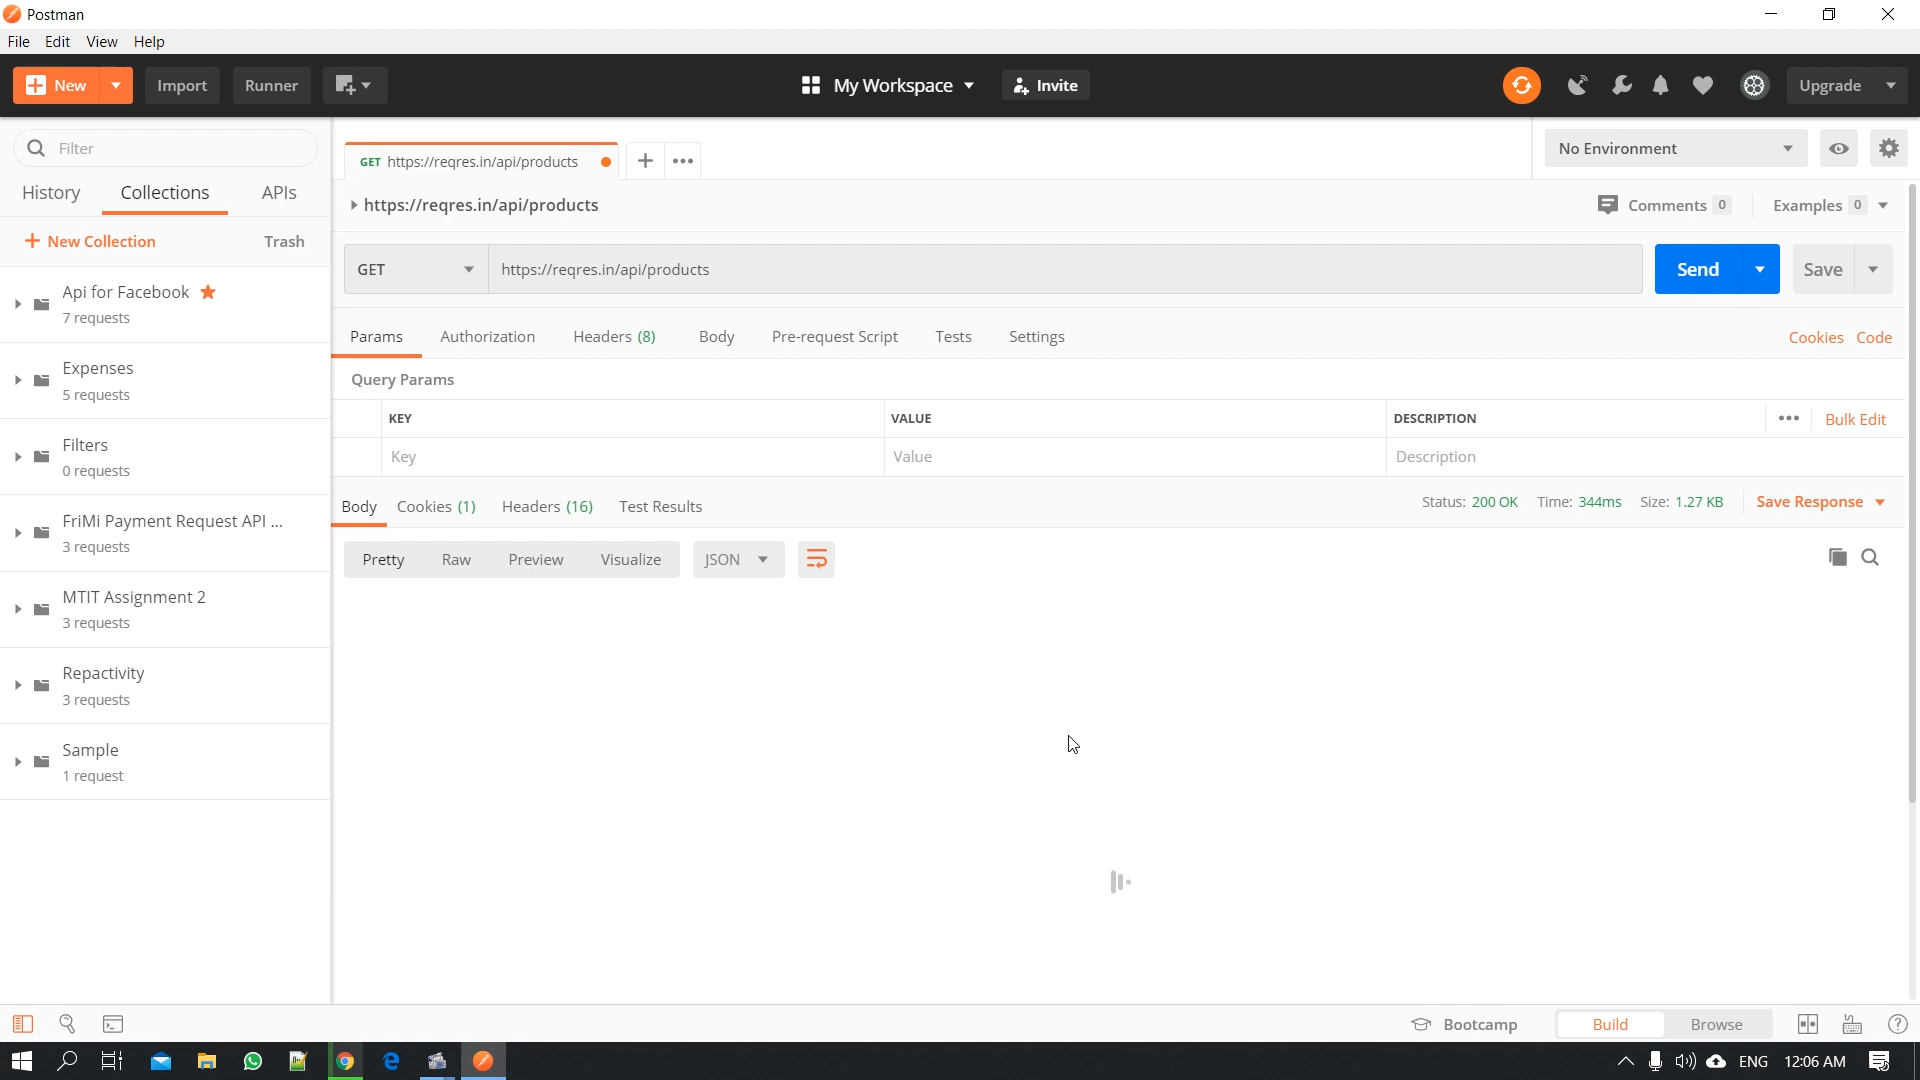 Postman
File Edit View Help
New Import Runner My Workspace Invite Upgrade
Filter
GET https://reqres.in/api/products
No Environment
History Collections APIs
https://reqres.in/api/products
Comments 0 Examples 0
New Collection Trash
GET https://reqres.in/api/products Send Save
Api for Facebook
7 requests
Params Authorization Headers (8) Body Pre-request Script Tests Settings Cookies Code
Expenses
5 requests
Query Params
KEY VALUE DESCRIPTION Bulk Edit
Key Value Description
Filters
0 requests
Body Cookies (1) Headers (16) Test Results Status: 200 OK Time: 344ms Size: 1.27 KB Save Response
FriMi Payment Request API ...
3 requests
Pretty Raw Preview Visualize JSON
MTIT Assignment 2
3 requests
Repactivity
3 requests
Sample
1 request
Bootcamp Build Browse
ENG 12:06 AM